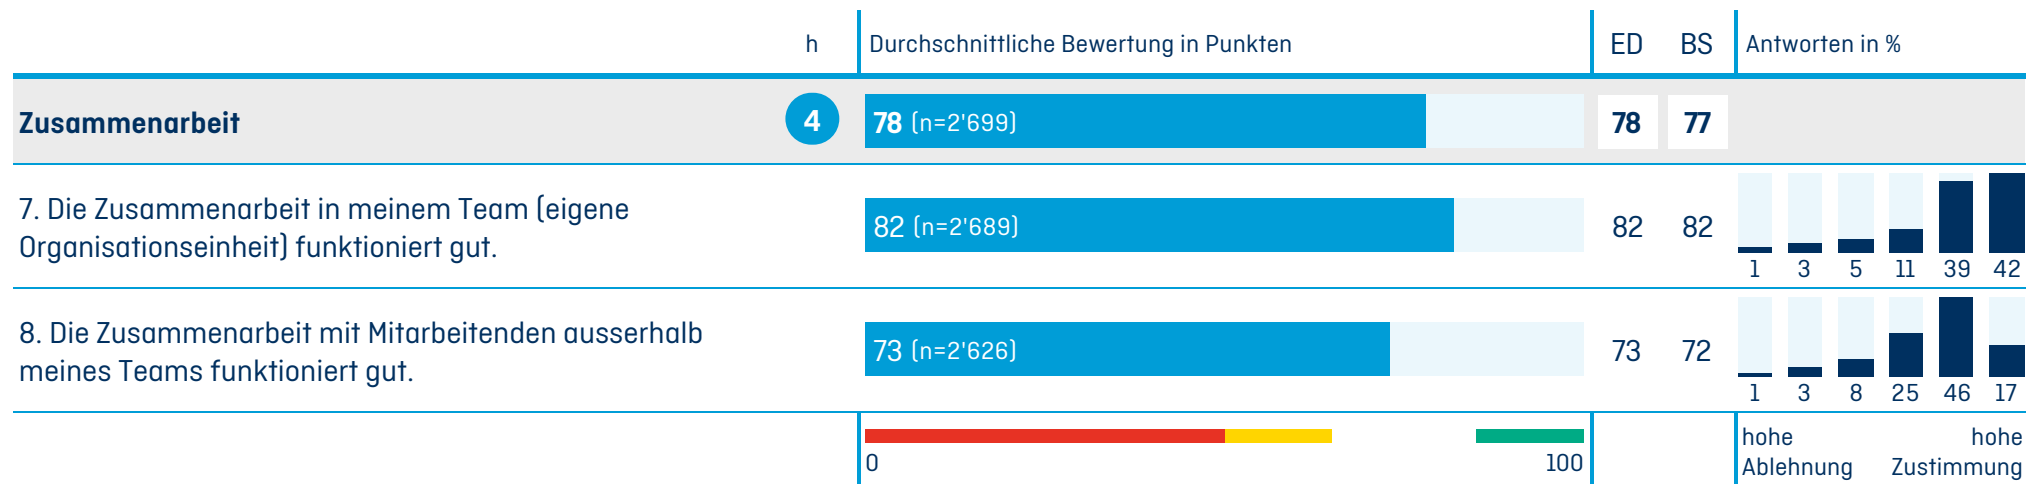 h Durchschnittliche Bewertung in Punkten ED BS Antworten in %
Zusammenarbeit 4 78 (n=2'699) 78 77
7. Die Zusammenarbeit in meinem Team (eigene
Organisationseinheit) funktioniert gut.
82 (n=2'689) 82 82
1 3 5 11 39 42
8. Die Zusammenarbeit mit Mitarbeitenden ausserhalb
meines Teams funktioniert gut.
73 (n=2'626) 73 72
1 3 8 25 46 17
0 100
hohe
Ablehnung
hohe
Zustimmung